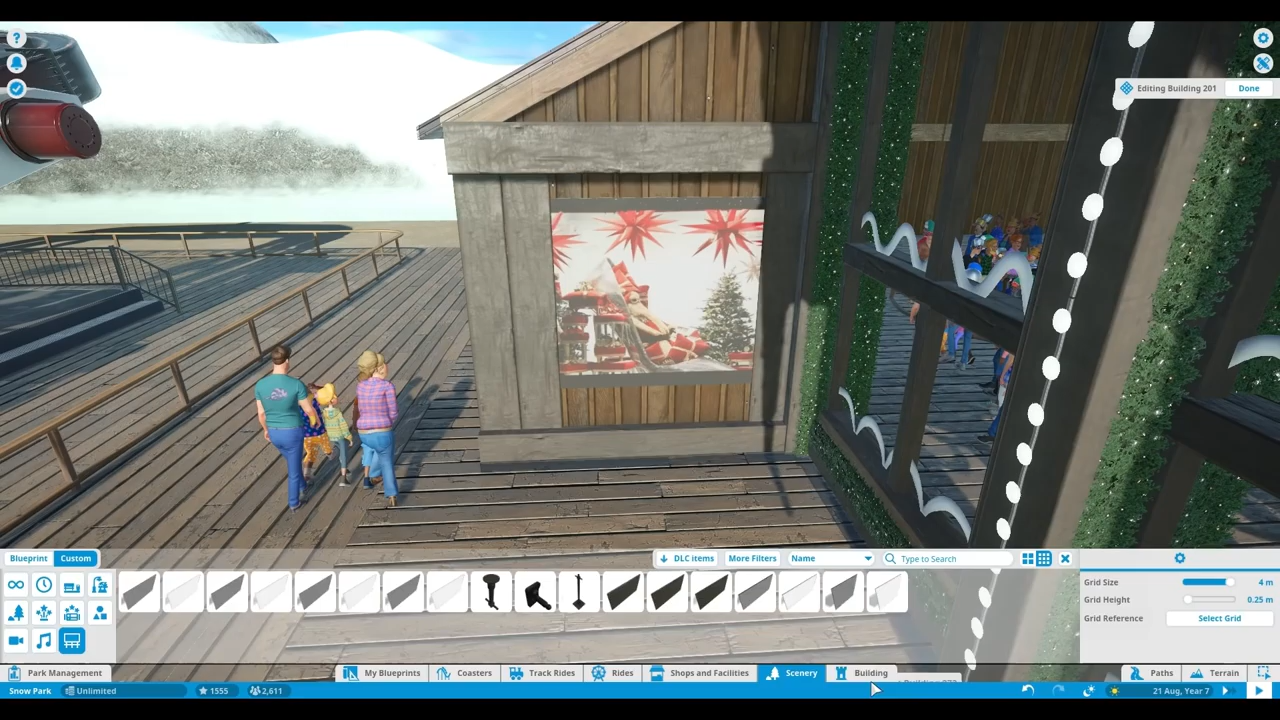 ?
Editing Building 201 Done
Blueprint Custom DLC items More Filters Name Type to Search
Grid Size 4 m
Grid Height 0.25 m
Grid Reference Select Grid
Park Management My Blueprints Coasters Track Rides Rides Shops and Facilities Scenery Building Paths Terrain
Snow Park Unlimited 1555 2,611 21 Aug, Year 7